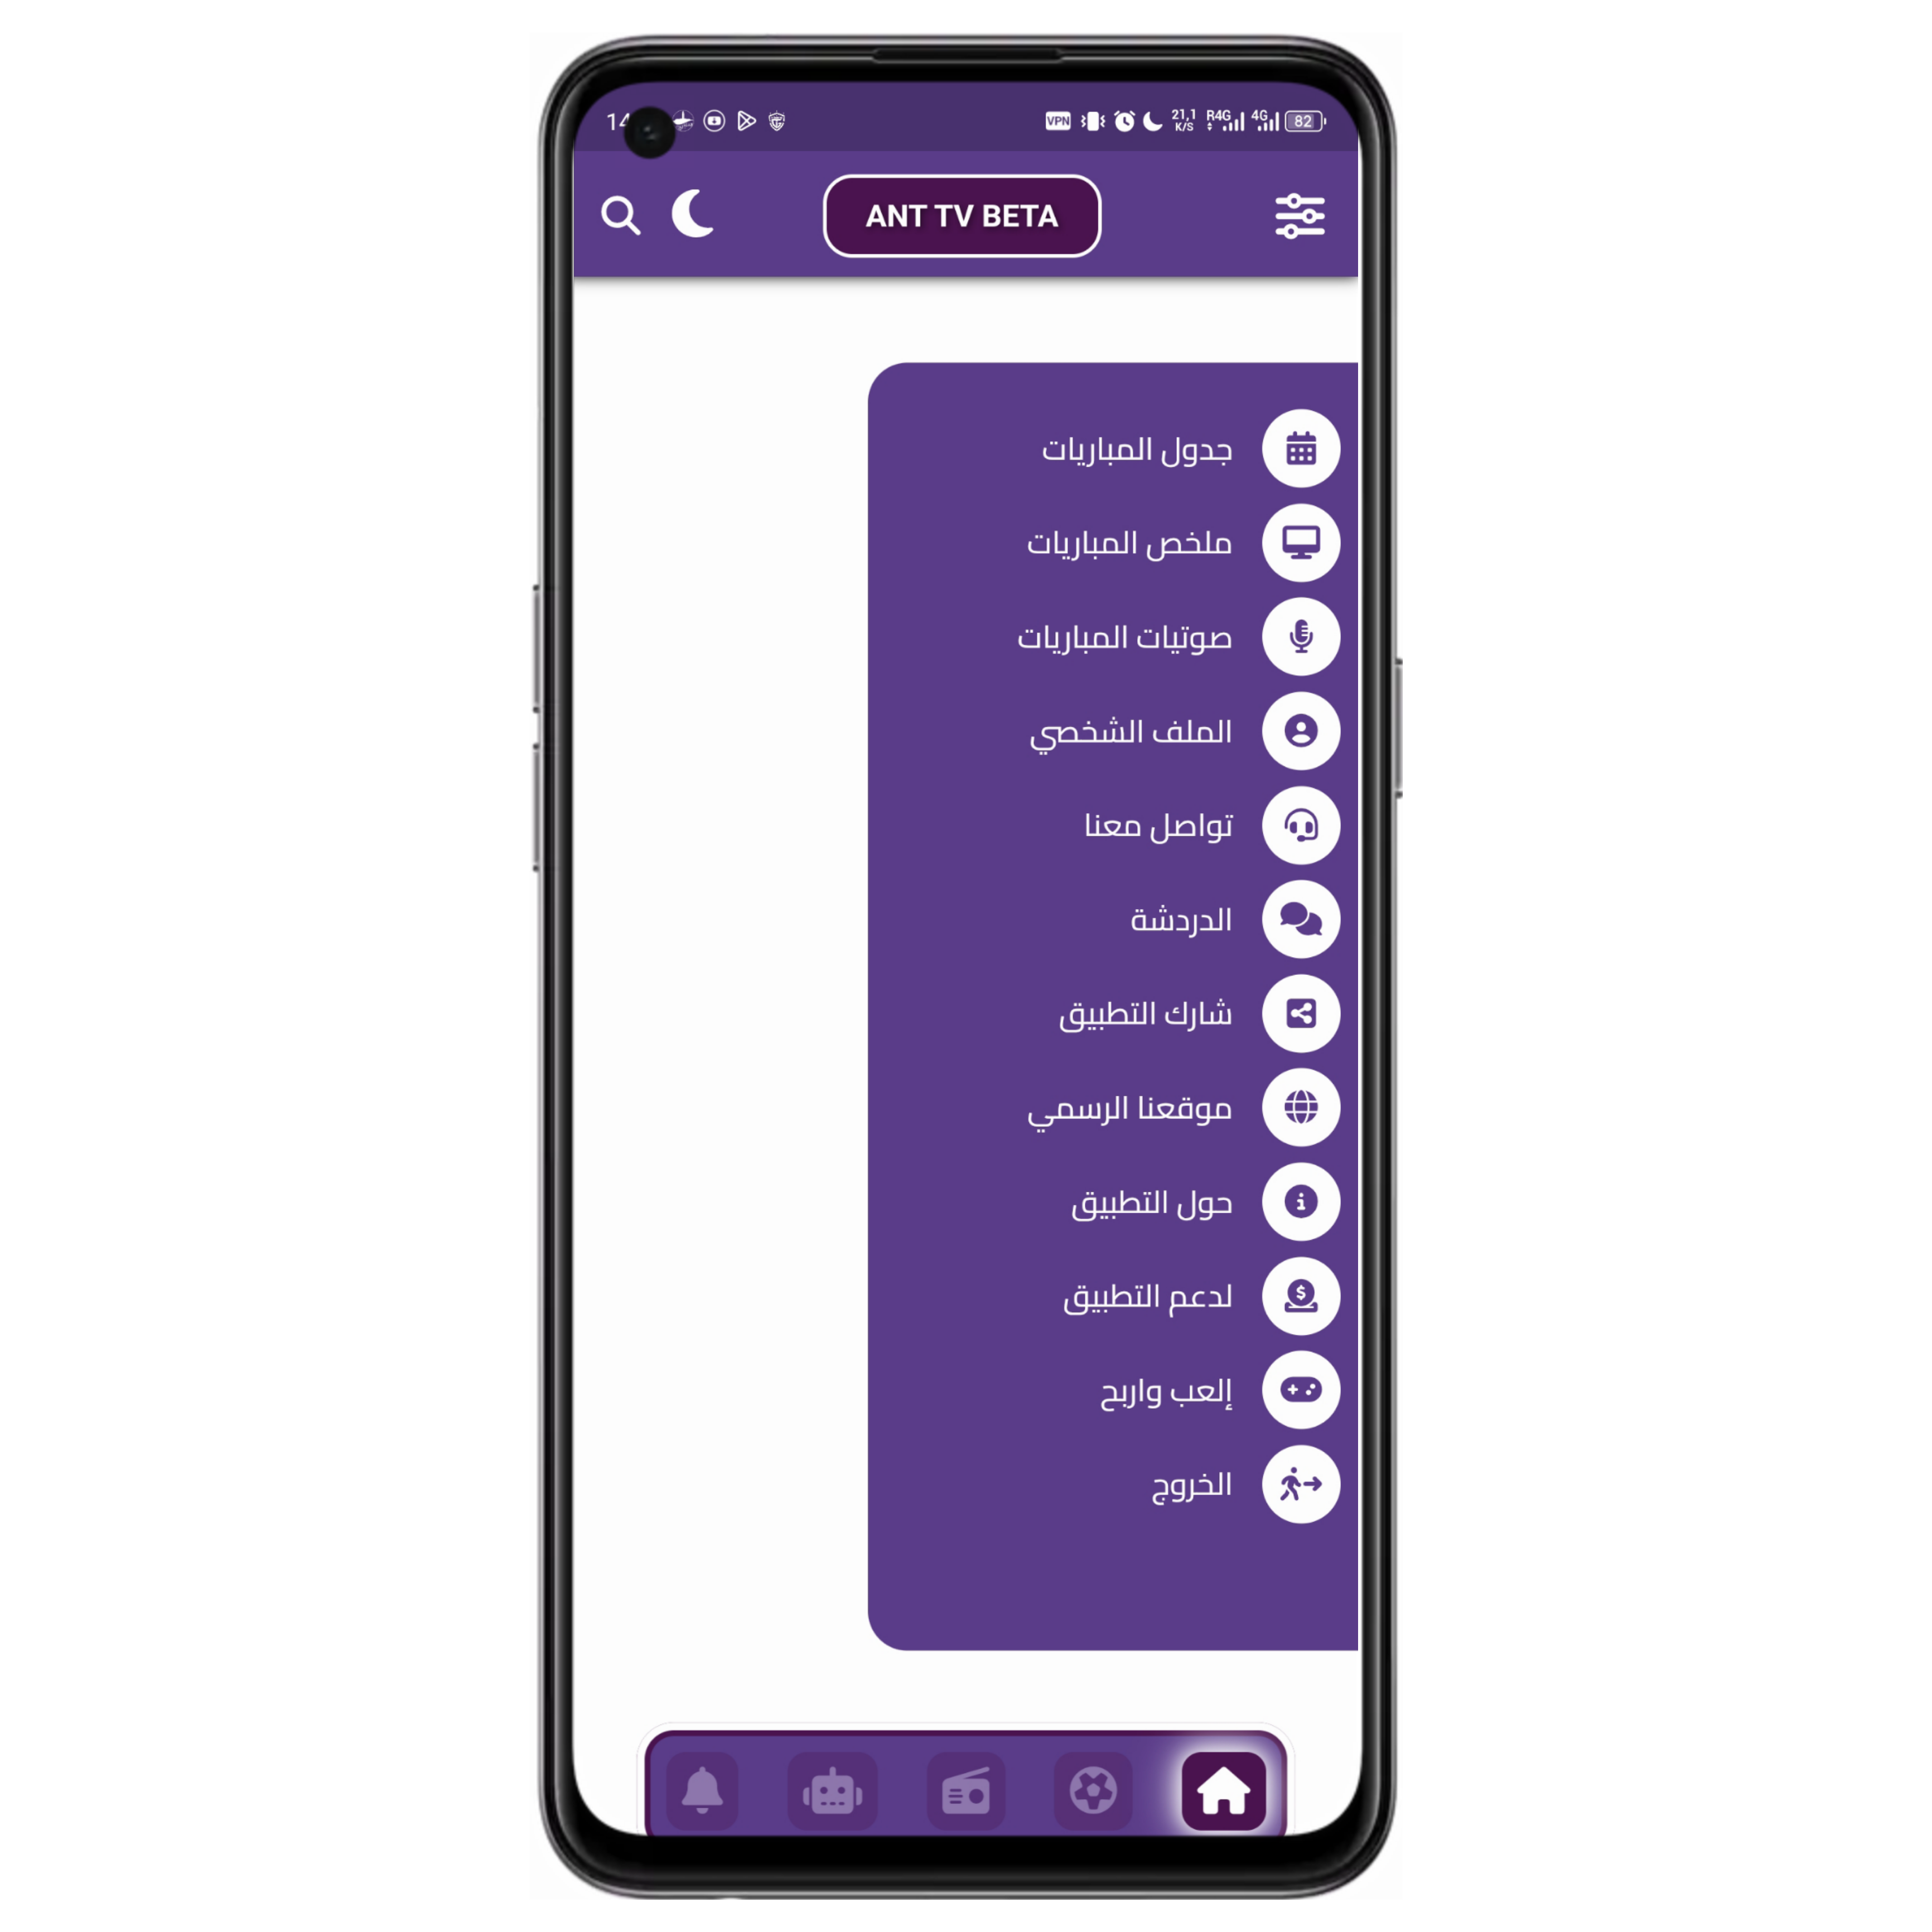 VPN 21,1 K/S R4G 4G 82
ANT TV BETA
جدول المباريات
ملخص المباريات
صوتيات المباريات
الملف الشخصي
تواصل معنا
الدردشة
شارك التطبيق
موقعنا الرسمي
حول التطبيق
لدعم التطبيق
إلعب واربح
الخروج